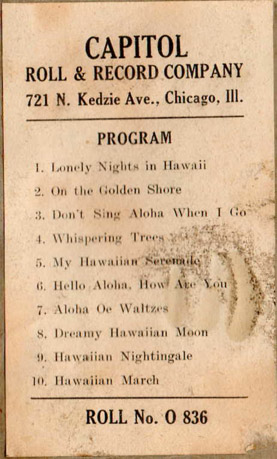 CAPITOL
ROLL & RECORD COMPANY
721 N. Kedzie Ave., Chicago, Ill.
PROGRAM
1. Lonely Nights in Hawaii
2. On the Golden Shore
3. Don't Sing Aloha When I Go
4. Whispering Trees
5. My Hawaiian Serenade
6. Hello Aloha, How Are You
7. Aloha Oe Waltzes
8. Dreamy Hawaiian Moon
9. Hawaiian Nightingale
10. Hawaiian March
ROLL No. O 836